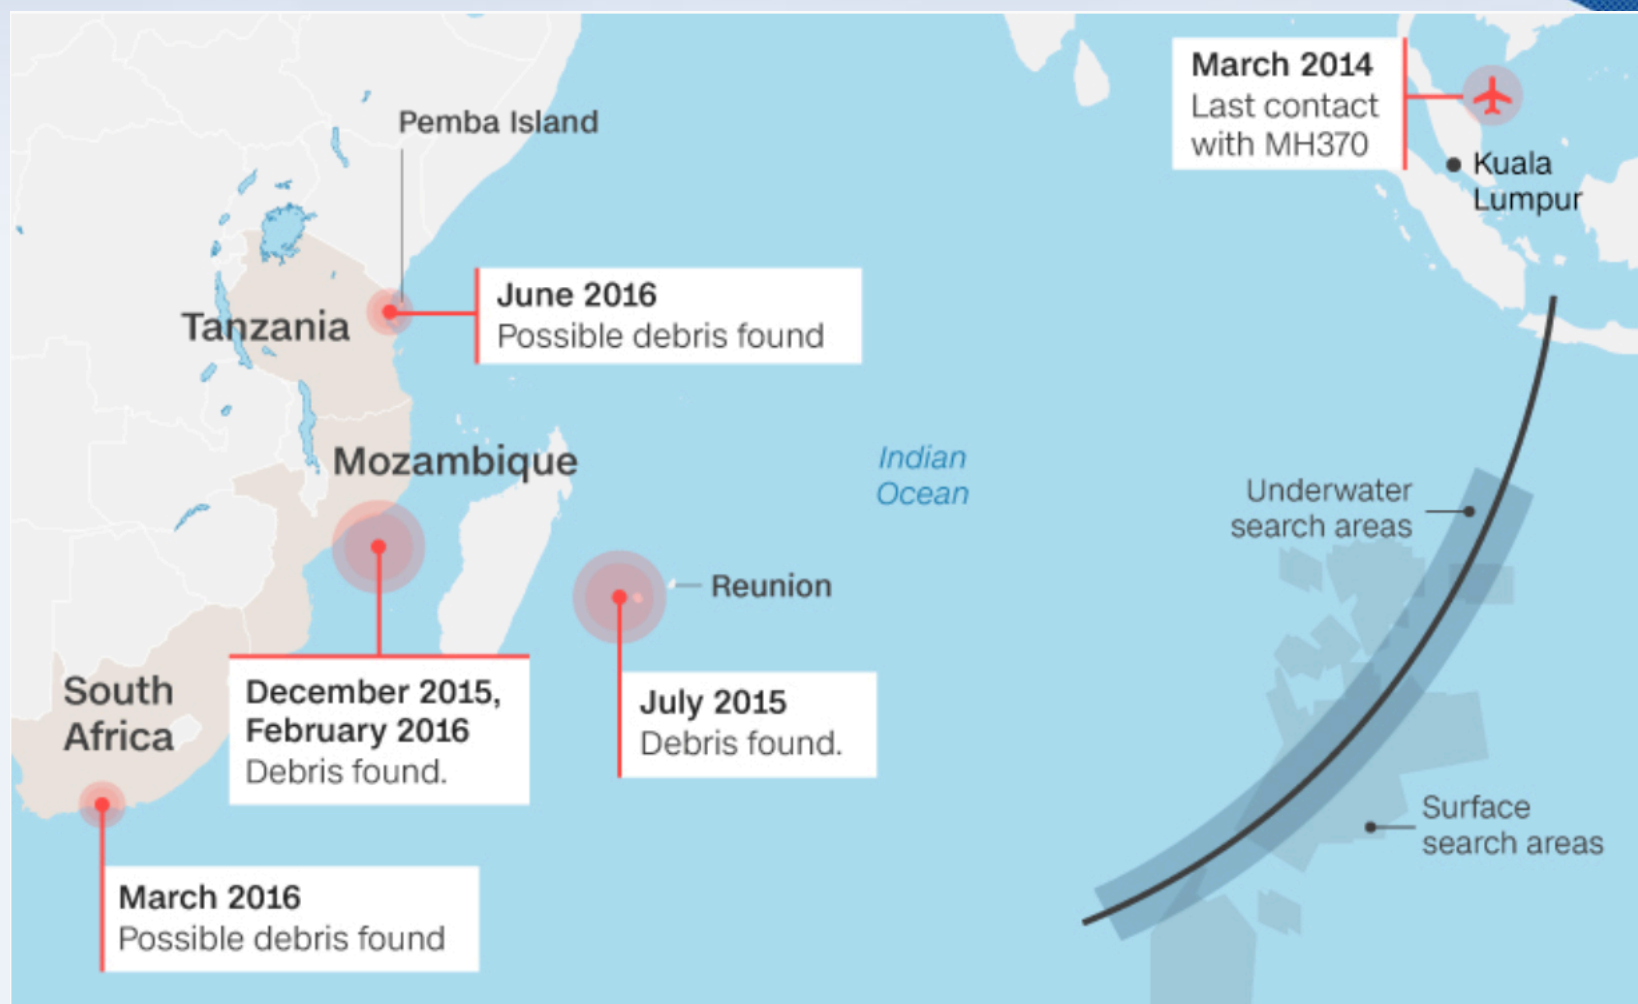 Pemba Island
March 2014
Last contact
with MH370
Kuala
Lumpur
June 2016
Possible debris found
Tanzania
Mozambique
Indian
Ocean
Underwater
search areas
Reunion
South
Africa
December 2015,
February 2016
Debris found.
July 2015
Debris found.
Surface
search areas
March 2016
Possible debris found